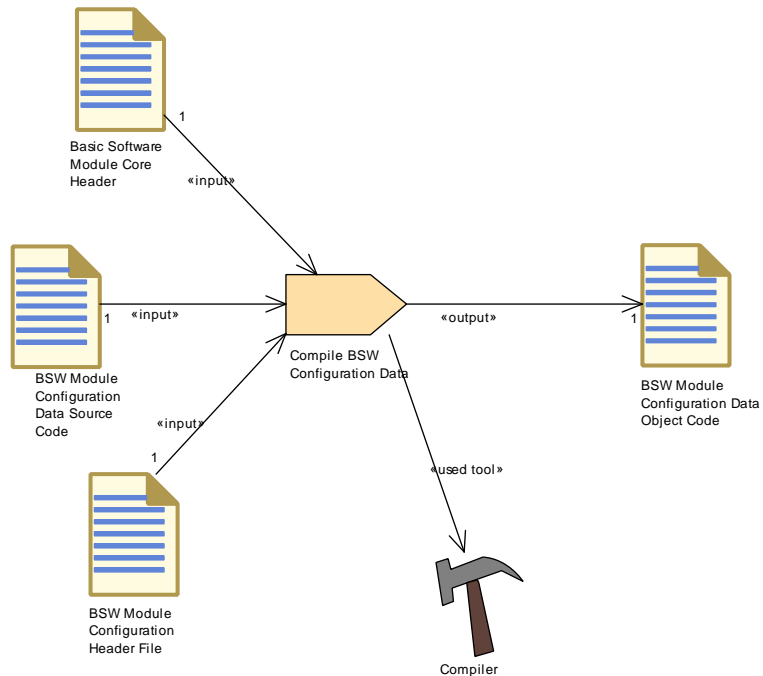 1
Basic Software
Module Core
Header
«input»
1
«input»
BSW Module
Configuration
Data Source
Code
Compile BSW
Configuration Data
«output»
1
BSW Module
Configuration Data
Object Code
«input»
1
«used tool»
BSW Module
Configuration
Header File
Compiler